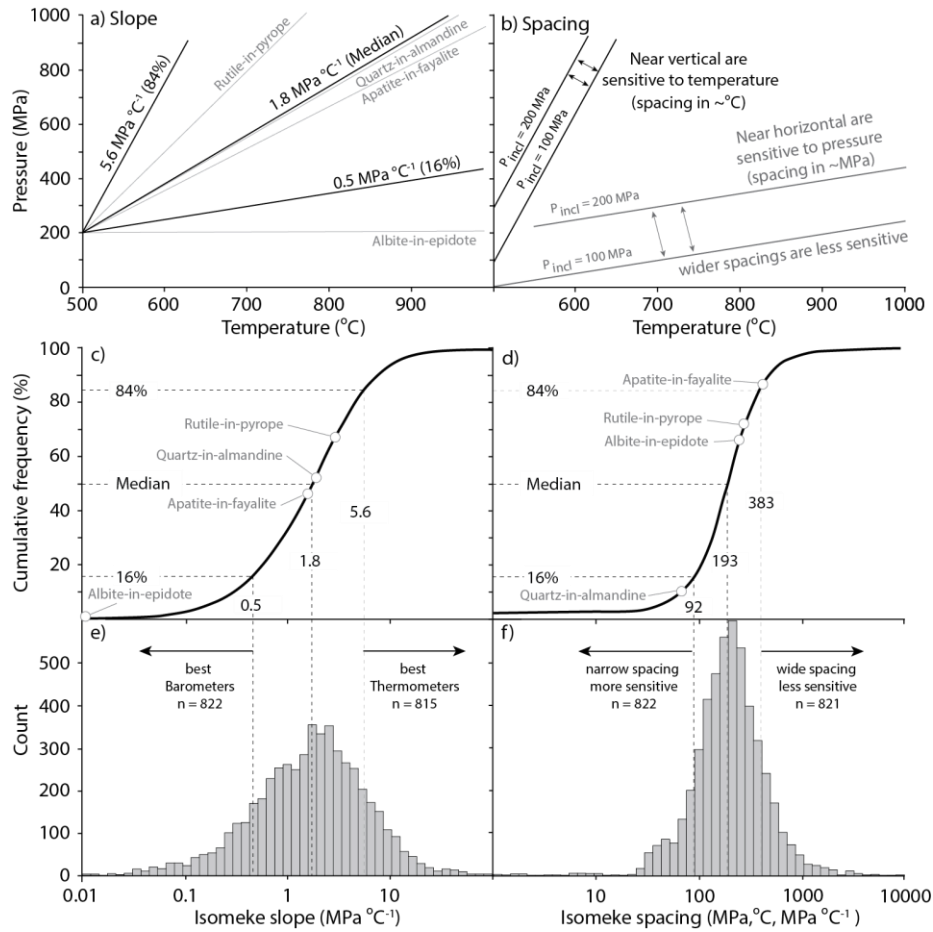 a) Slope
Pressure (MPa)
1000
800
600
400
200
0
5.6 MPa °C⁻¹ (84%)
Rutile-in-pyrope
1.8 MPa °C⁻¹ (Median)
Quartz-in-almandine
Apatite-in-fayalite
0.5 MPa °C⁻¹ (16%)
Albite-in-epidote
500
600
700
800
900
Temperature (°C)
b) Spacing
P incl = 200 MPa
P incl = 100 MPa
Near vertical are
sensitive to temperature
(spacing in ~°C)
Near horizontal are
sensitive to pressure
(spacing in ~MPa)
P incl = 200 MPa
P incl = 100 MPa
wider spacings are less sensitive
600
700
800
900
1000
Temperature (°C)
c)
Cumulative frequency (%)
100
80
60
40
20
84%
Rutile-in-pyrope
Quartz-in-almandine
Median
Apatite-in-fayalite
5.6
1.8
16%
Albite-in-epidote
0.5
d)
Apatite-in-fayalite
84%
Rutile-in-pyrope
Albite-in-epidote
Median
383
193
16%
Quartz-in-almandine
92
e)
Count
500
400
300
200
100
0
best
Barometers
n = 822
best
Thermometers
n = 815
0.01
0.1
1
10
Isomeke slope (MPa °C⁻¹)
f)
narrow spacing
more sensitive
n = 822
wide spacing
less sensitive
n = 821
10
100
1000
10000
Isomeke spacing (MPa,°C, MPa °C⁻¹ )